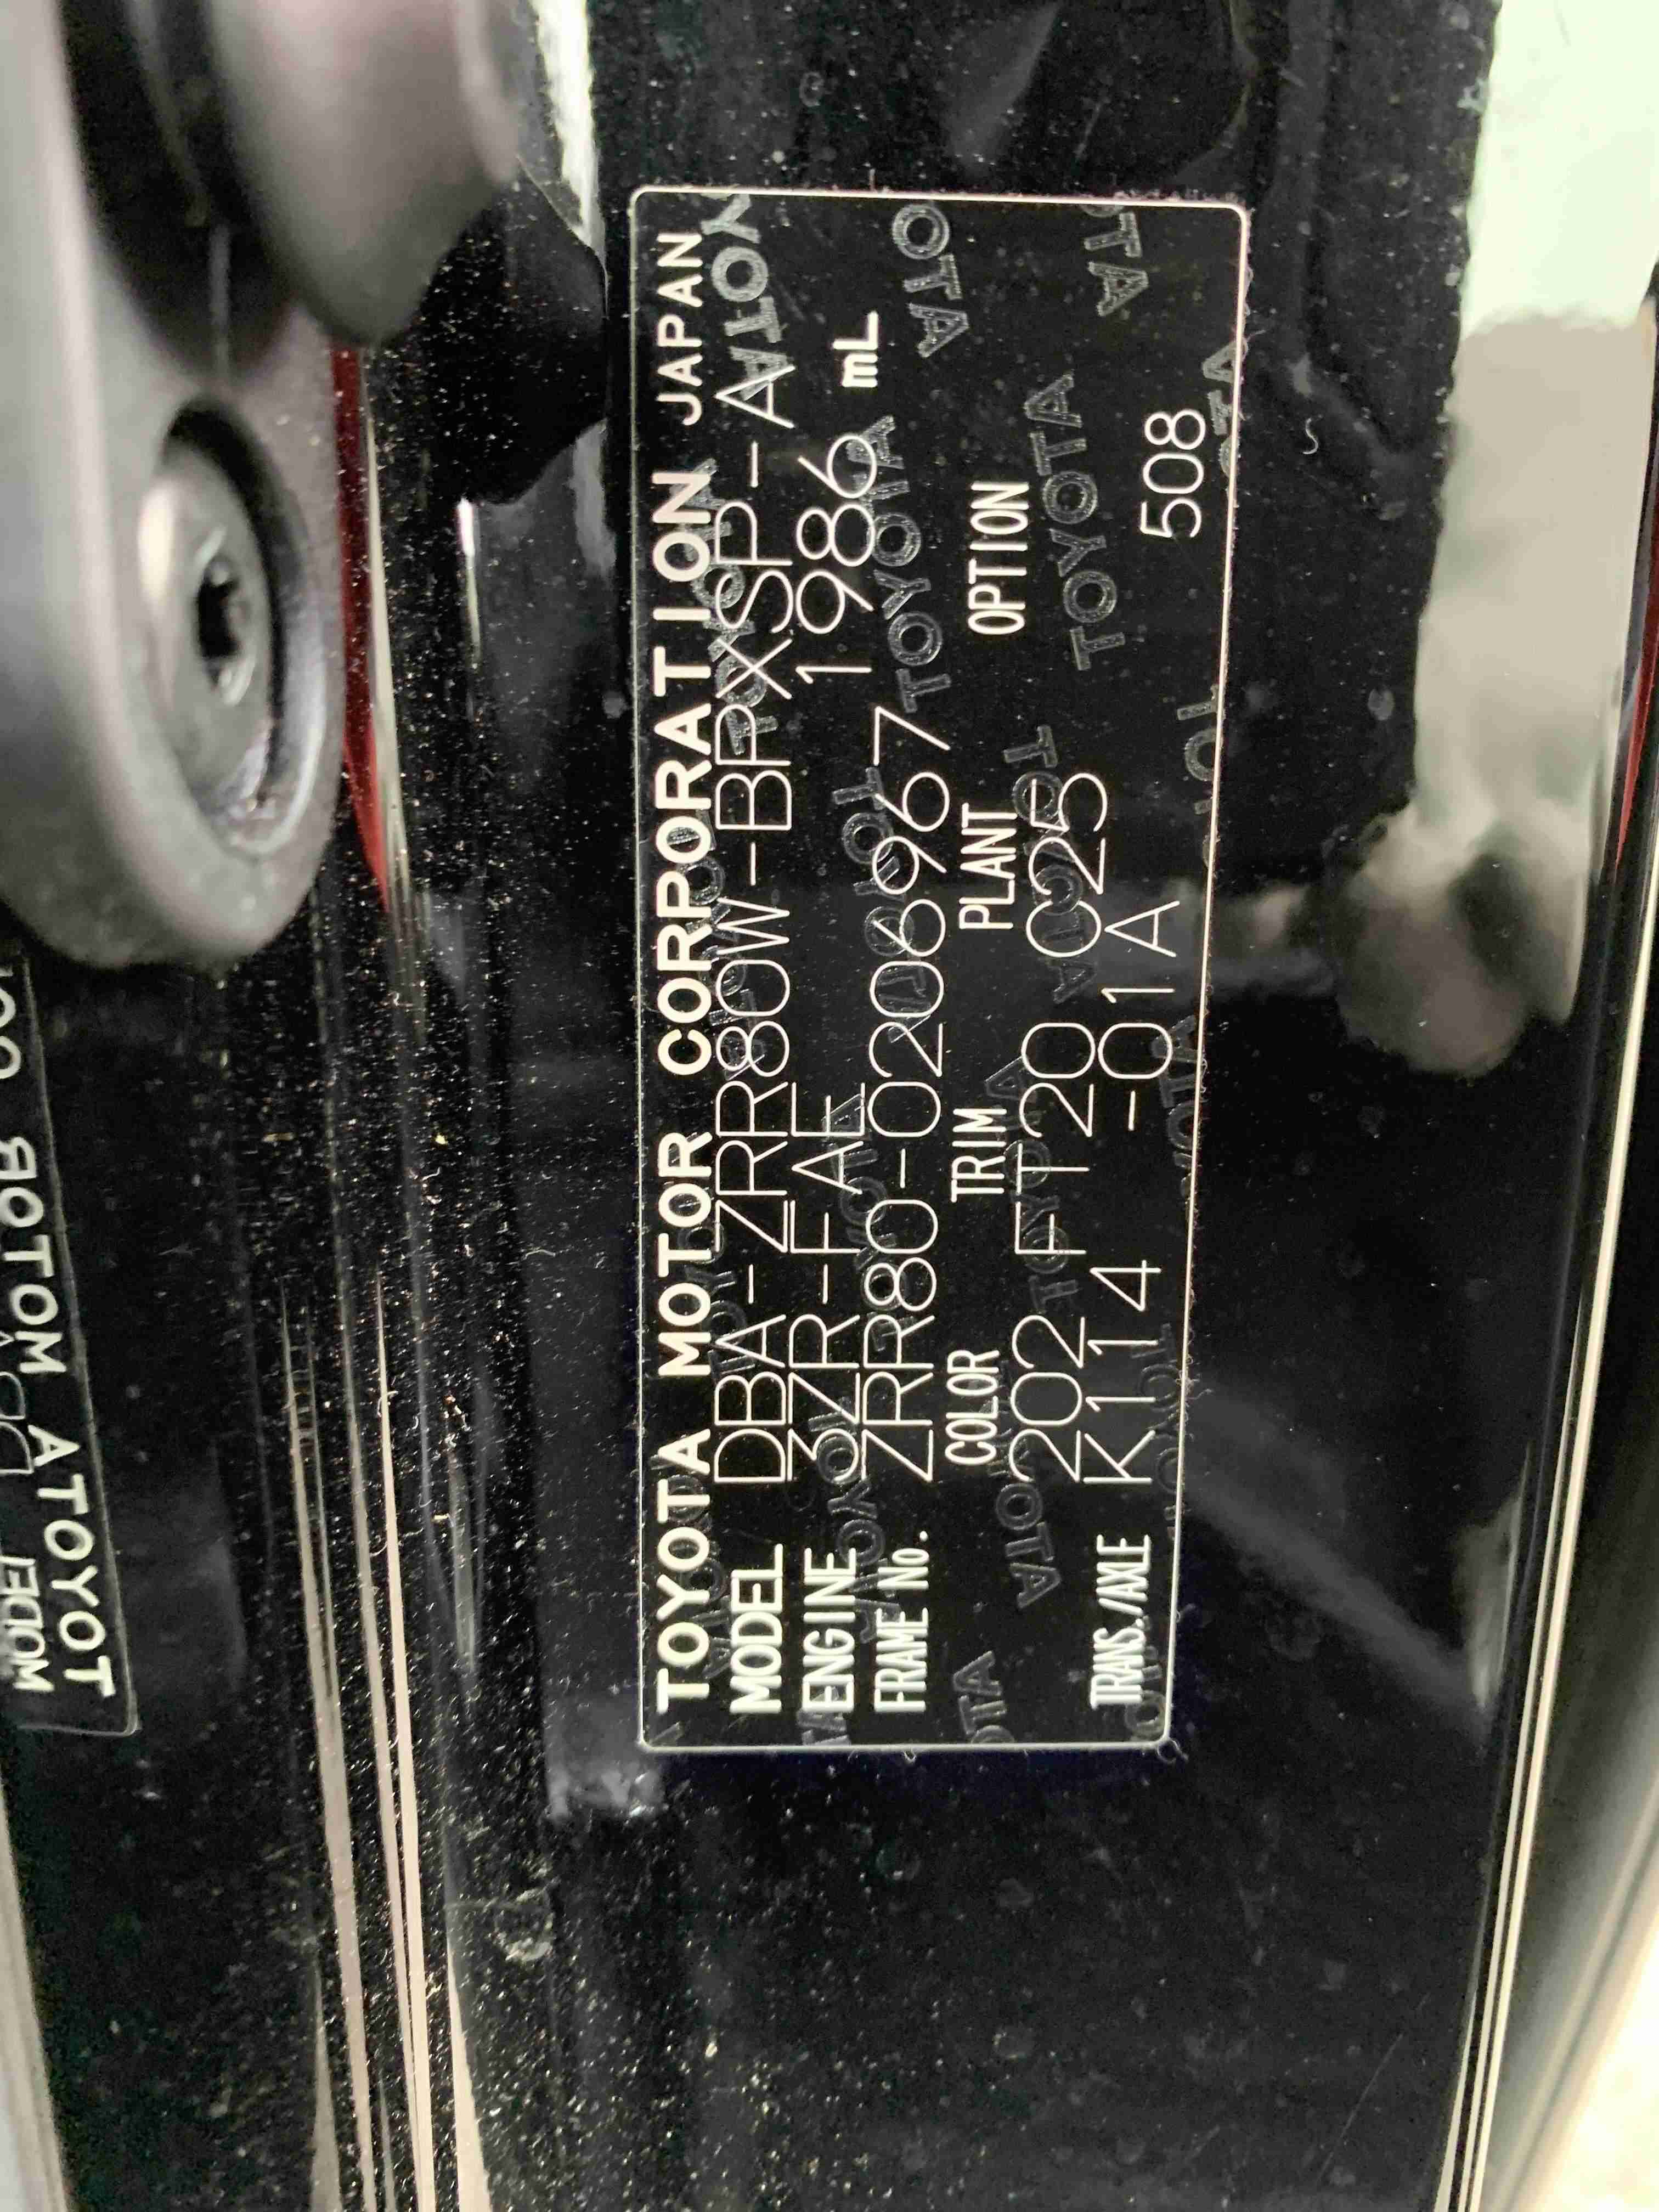 TOYOTA MOTOR CORPORATION JAPAN
MODEL DBA-ZRR80W-BPXSP-A
ENGINE 3ZR-FAE 1986 mL
FRAME No. ZRR80-0206967
COLOR TRIM PLANT OPTION
202 FT20 C25
TRANS./AXLE K114 -01A 508